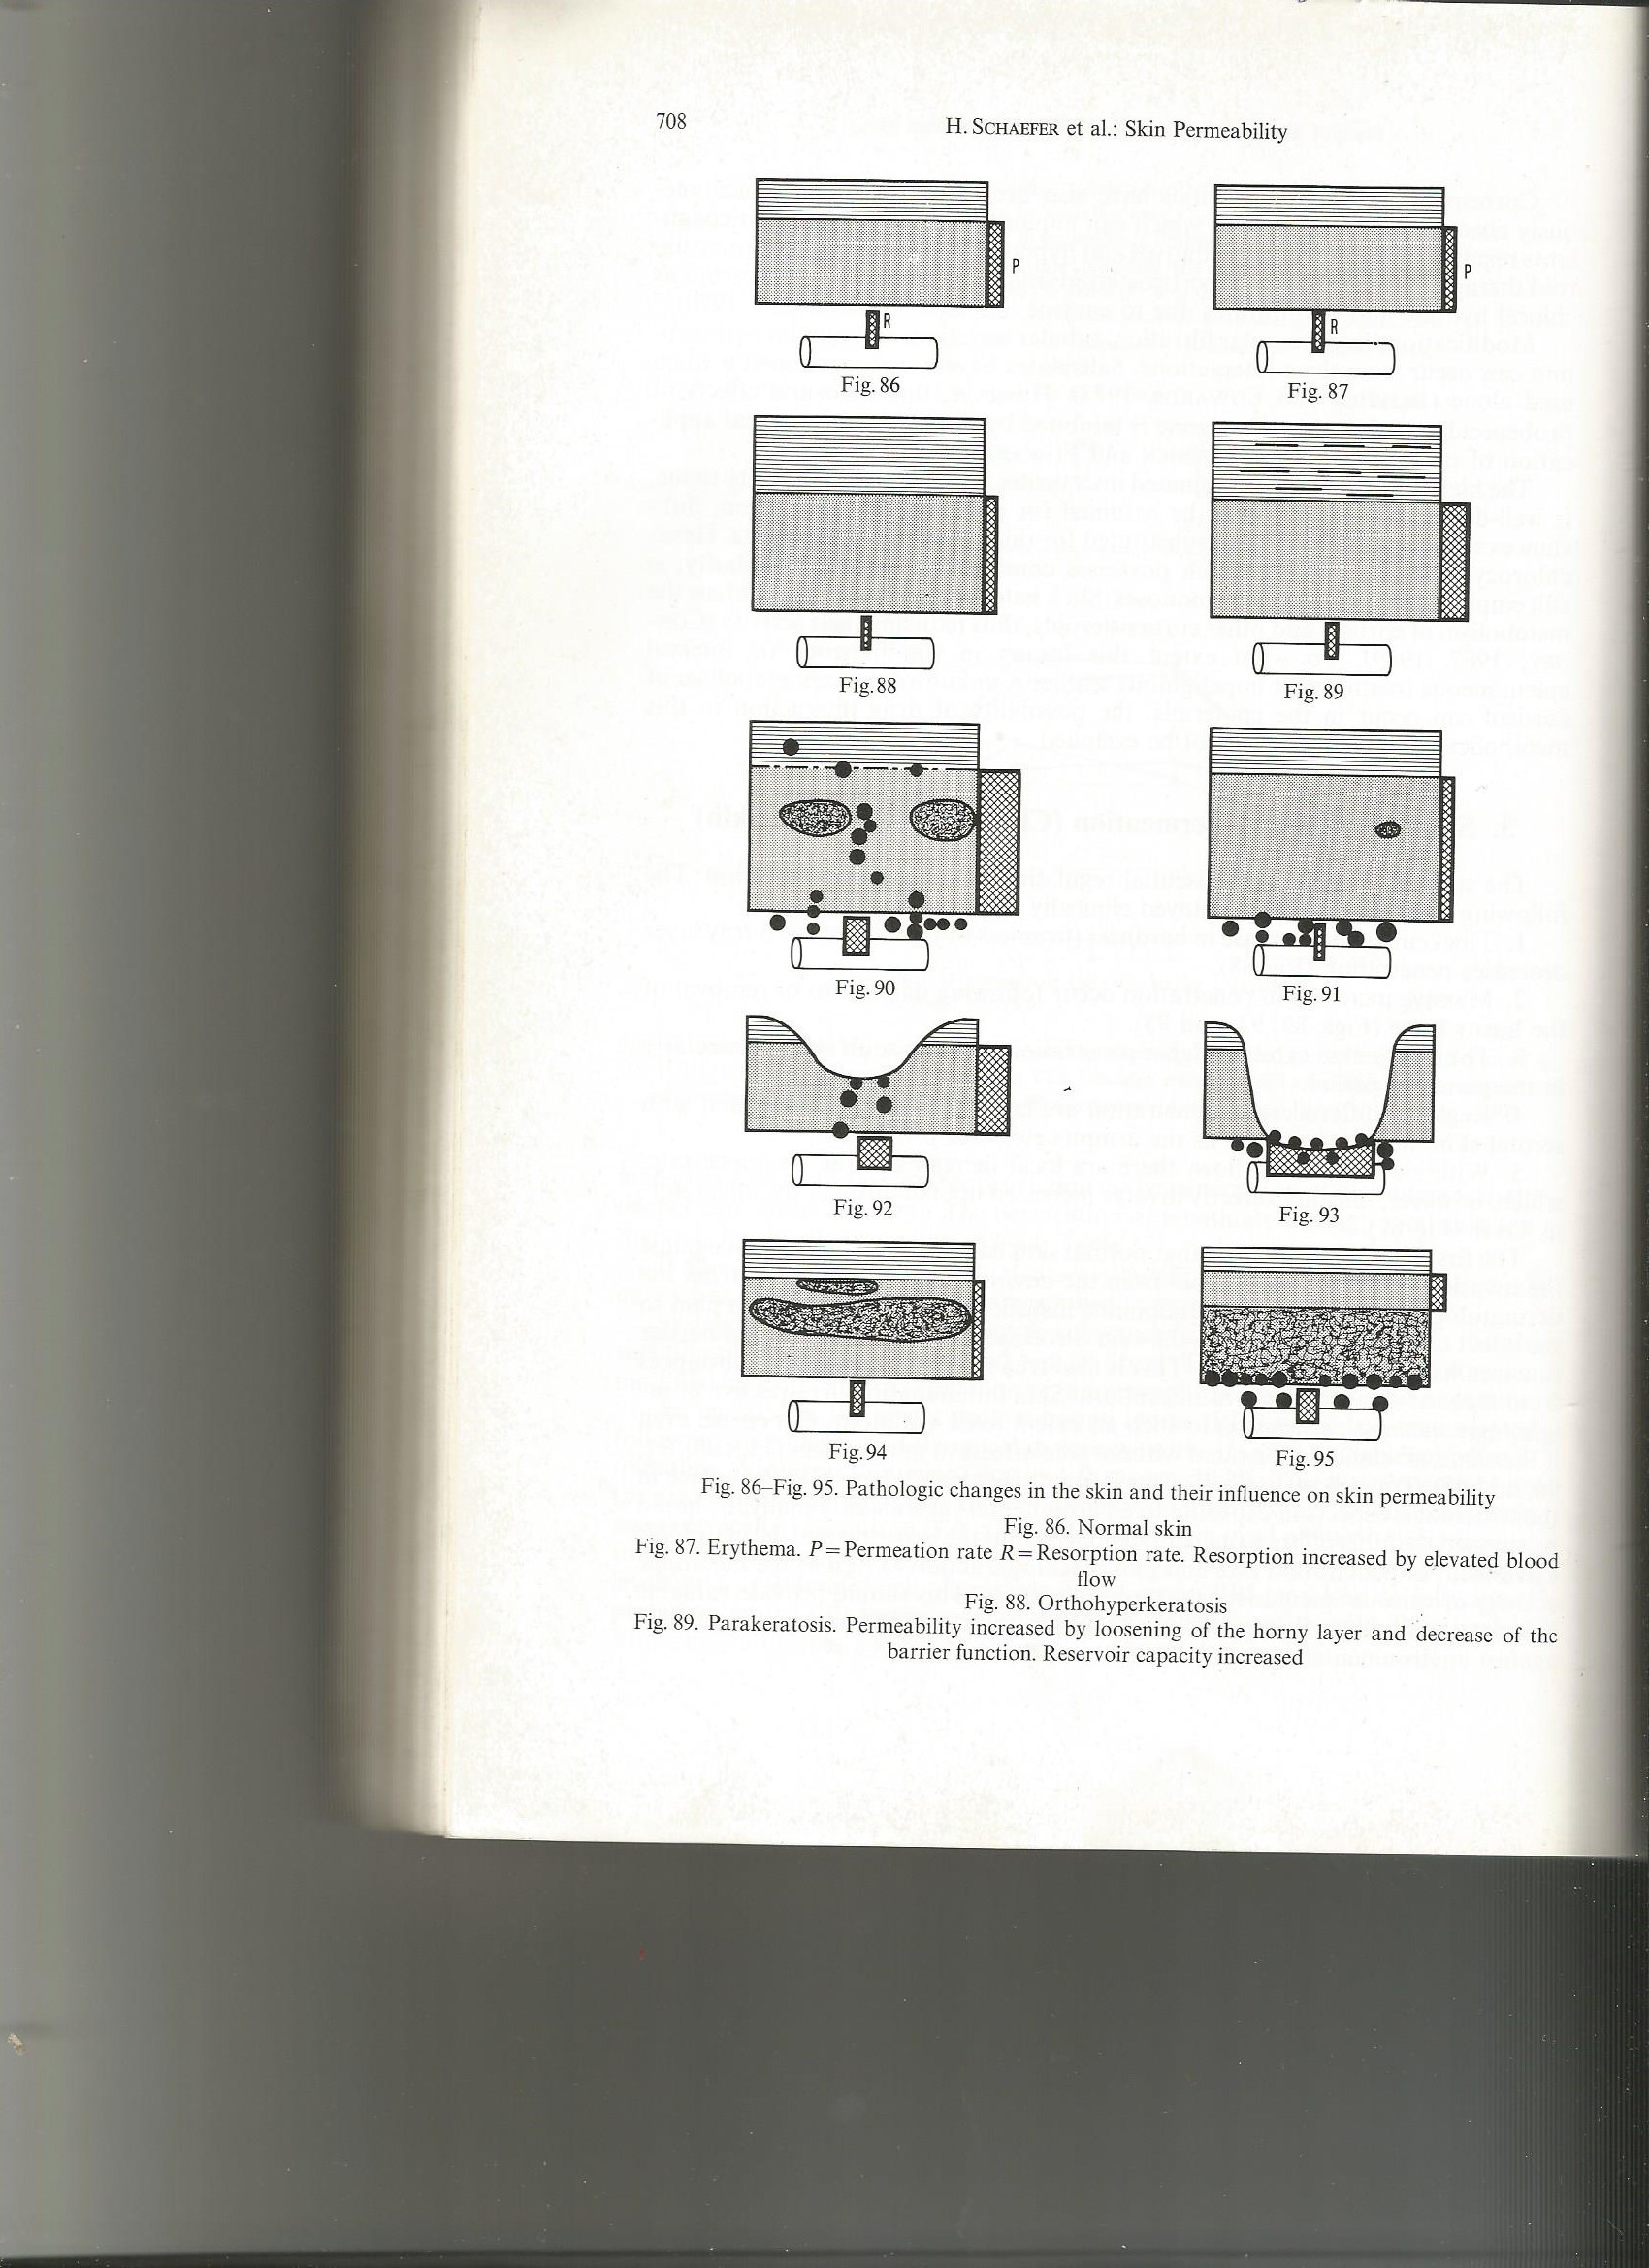 708
H. SCHAEFER et al.: Skin Permeability
P
R
Fig. 86
P
R
Fig. 87
Fig. 88
Fig. 89
Fig. 90
Fig. 91
Fig. 92
Fig. 93
Fig. 94
Fig. 95
Fig. 86–Fig. 95. Pathologic changes in the skin and their influence on skin permeability
Fig. 86. Normal skin
Fig. 87. Erythema. P=Permeation rate R=Resorption rate. Resorption increased by elevated blood
flow
Fig. 88. Orthohyperkeratosis
Fig. 89. Parakeratosis. Permeability increased by loosening of the horny layer and decrease of the
barrier function. Reservoir capacity increased